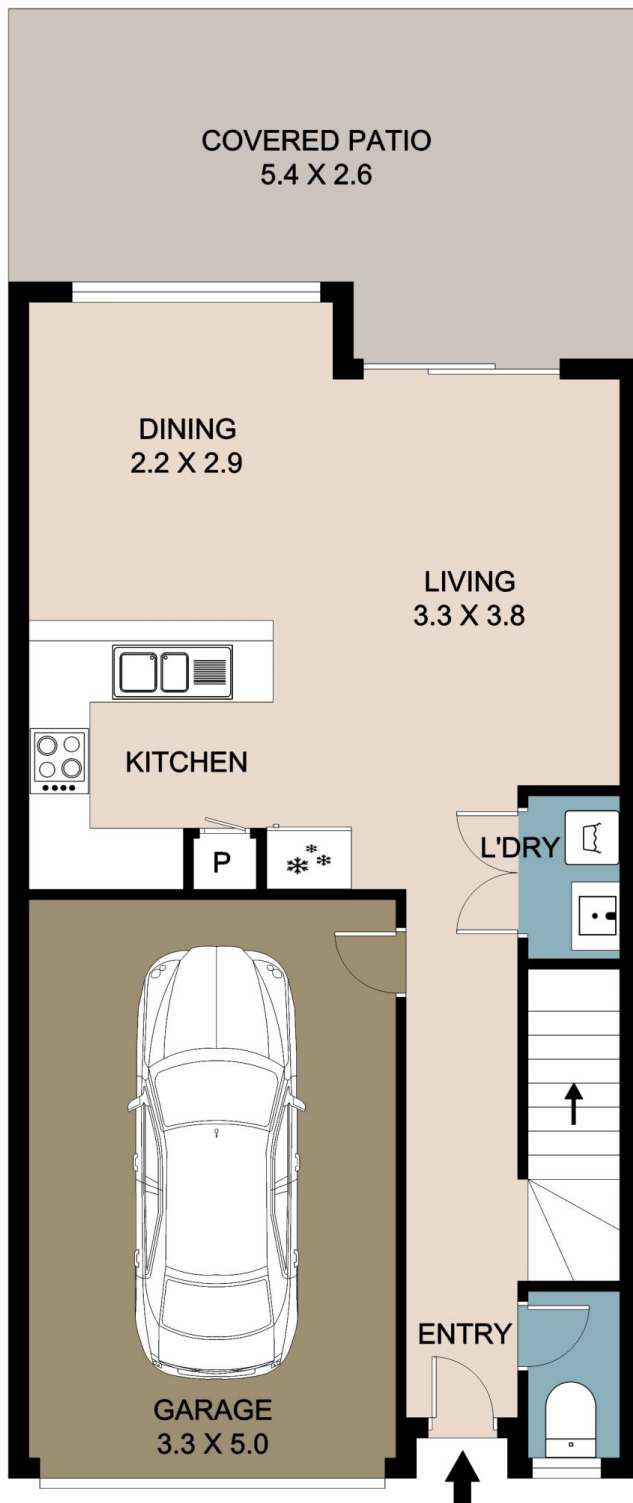 COVERED PATIO
5.4 X 2.6
DINING
2.2 X 2.9
LIVING
3.3 X 3.8
KITCHEN
L'DRY
P
ENTRY
GARAGE
3.3 X 5.0